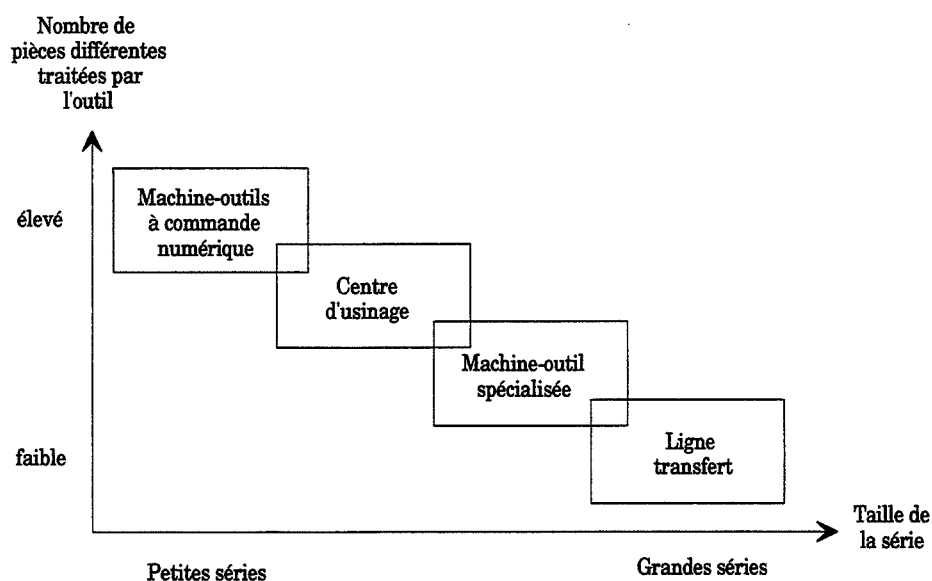 Nombre de
pièces différentes
traitées par
l'outil
élevé
Machine-outils
à commande
numérique
Centre
d'usinage
Machine-outil
spécialisée
faible
Ligne
transfert
Taille de
la série
Petites séries
Grandes séries